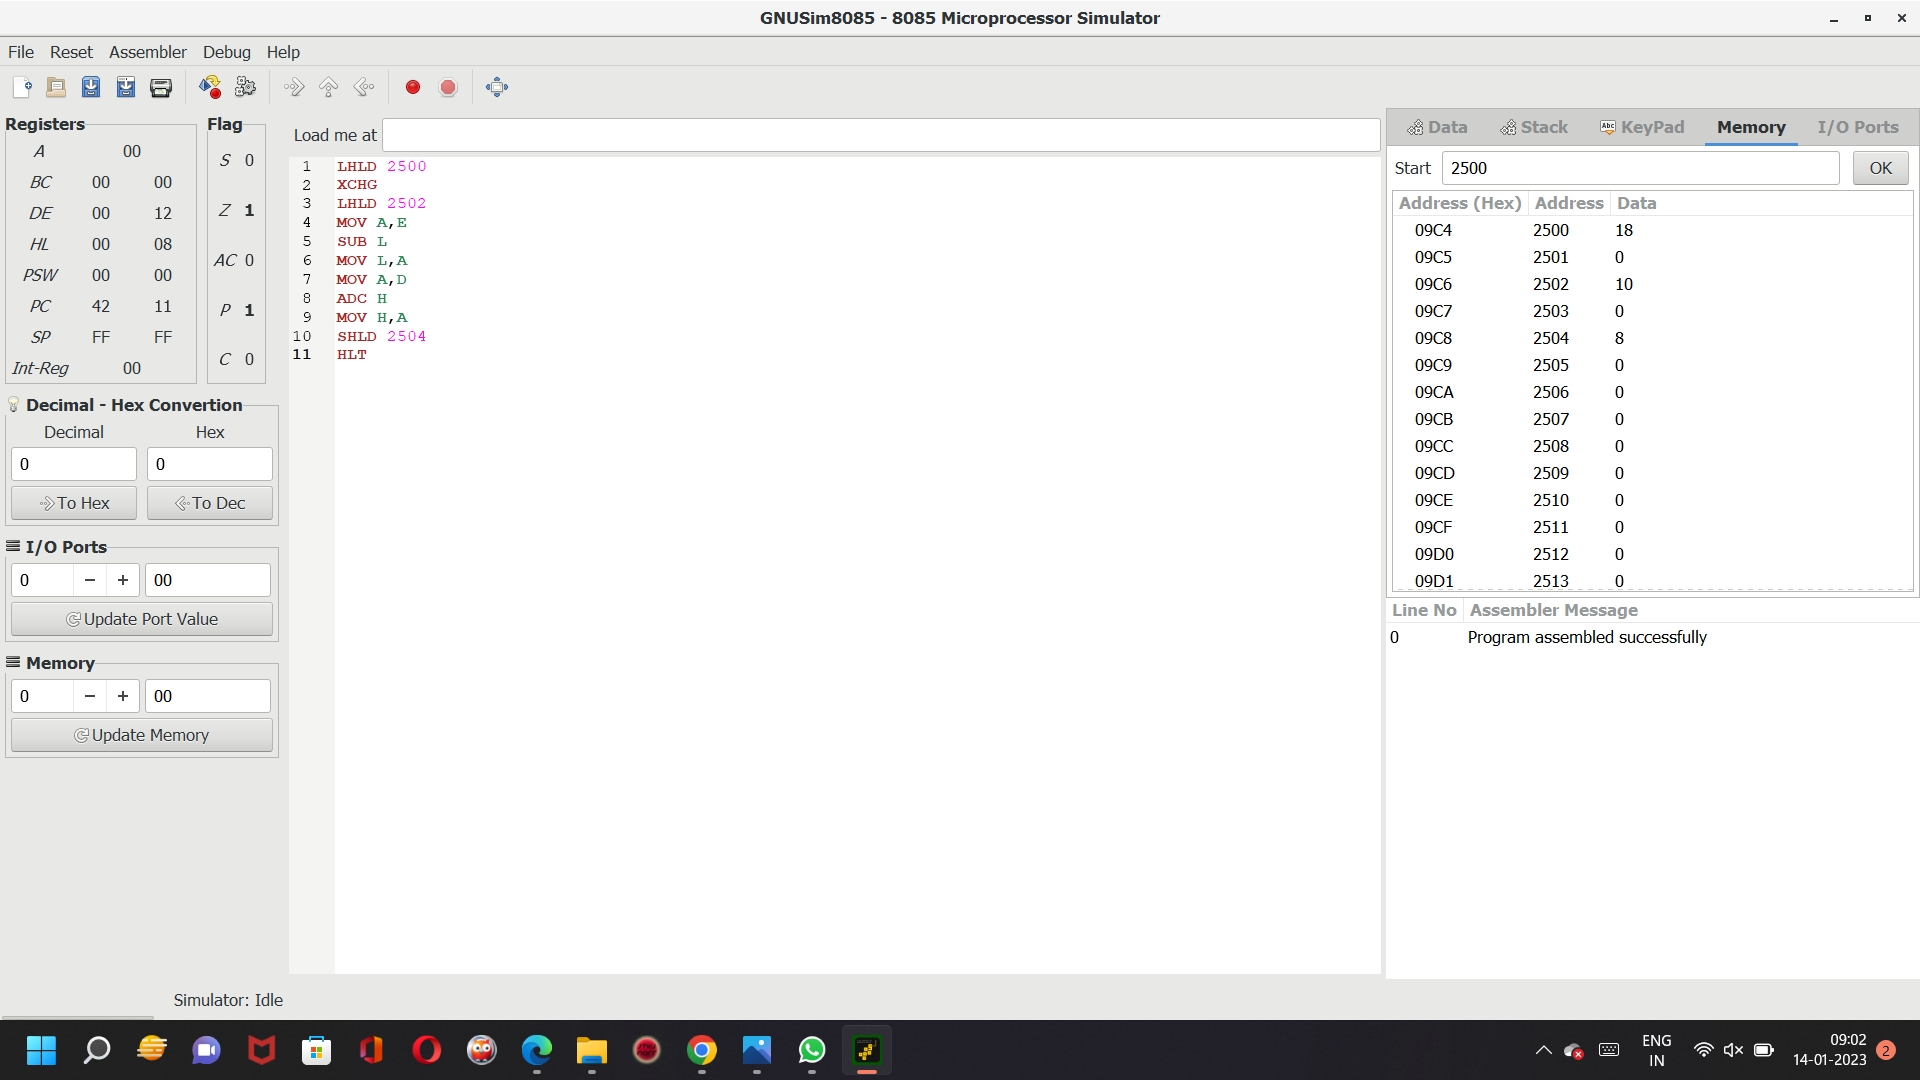 GNUSim8085 - 8085 Microprocessor Simulator
File Reset Assembler Debug Help
Registers
A 00
BC 00 00
DE 00 12
HL 00 08
PSW 00 00
PC 42 11
SP FF FF
Int-Reg 00
Flag
S 0
Z 1
AC 0
P 1
C 0
Decimal - Hex Convertion
Decimal Hex
0 0
To Hex To Dec
I/O Ports
0 − + 00
Update Port Value
Memory
0 − + 00
Update Memory
Load me at
1 LHLD 2500
2 XCHG
3 LHLD 2502
4 MOV A,E
5 SUB L
6 MOV L,A
7 MOV A,D
8 ADC H
9 MOV H,A
10 SHLD 2504
11 HLT
Data Stack Abc KeyPad Memory I/O Ports
Start 2500 OK
Address (Hex) Address Data
09C4 2500 18
09C5 2501 0
09C6 2502 10
09C7 2503 0
09C8 2504 8
09C9 2505 0
09CA 2506 0
09CB 2507 0
09CC 2508 0
09CD 2509 0
09CE 2510 0
09CF 2511 0
09D0 2512 0
09D1 2513 0
Line No Assembler Message
0 Program assembled successfully
Simulator: Idle
ENG
IN
09:02
14-01-2023
2